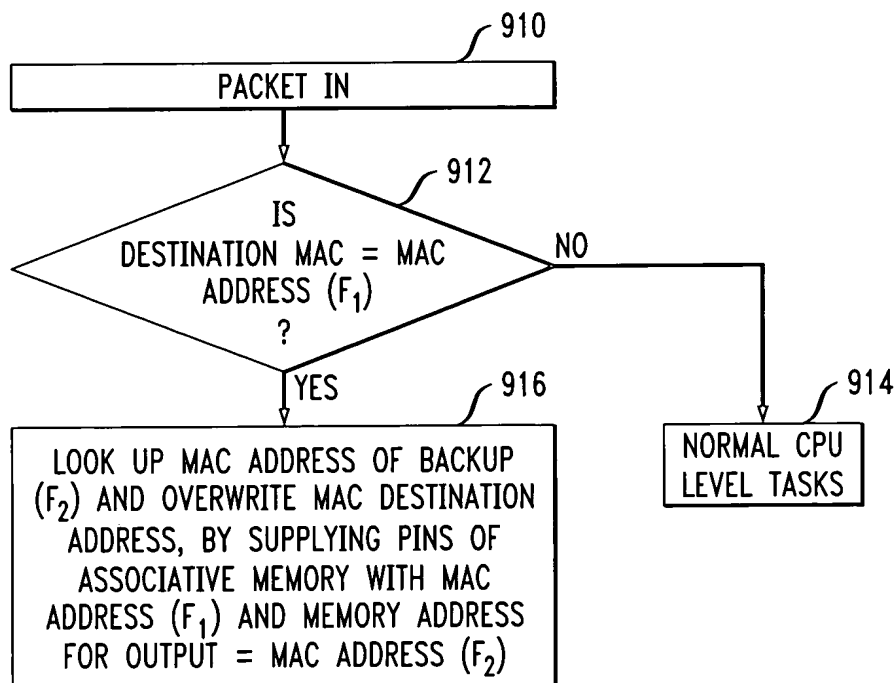 910
PACKET IN
912
IS
DESTINATION MAC = MAC
ADDRESS (F₁)
?
NO
YES
916
914
LOOK UP MAC ADDRESS OF BACKUP
(F₂) AND OVERWRITE MAC DESTINATION
ADDRESS, BY SUPPLYING PINS OF
ASSOCIATIVE MEMORY WITH MAC
ADDRESS (F₁) AND MEMORY ADDRESS
FOR OUTPUT = MAC ADDRESS (F₂)
NORMAL CPU
LEVEL TASKS